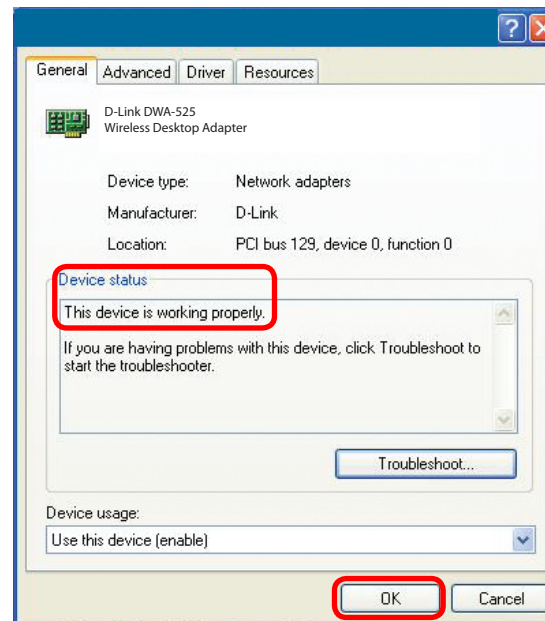 ?
General Advanced Driver Resources
D-Link DWA-525
Wireless Desktop Adapter
Device type: Network adapters
Manufacturer: D-Link
Location: PCI bus 129, device 0, function 0
Device status
This device is working properly.
If you are having problems with this device, click Troubleshoot to
start the troubleshooter.
Troubleshoot...
Device usage:
Use this device (enable)
OK Cancel